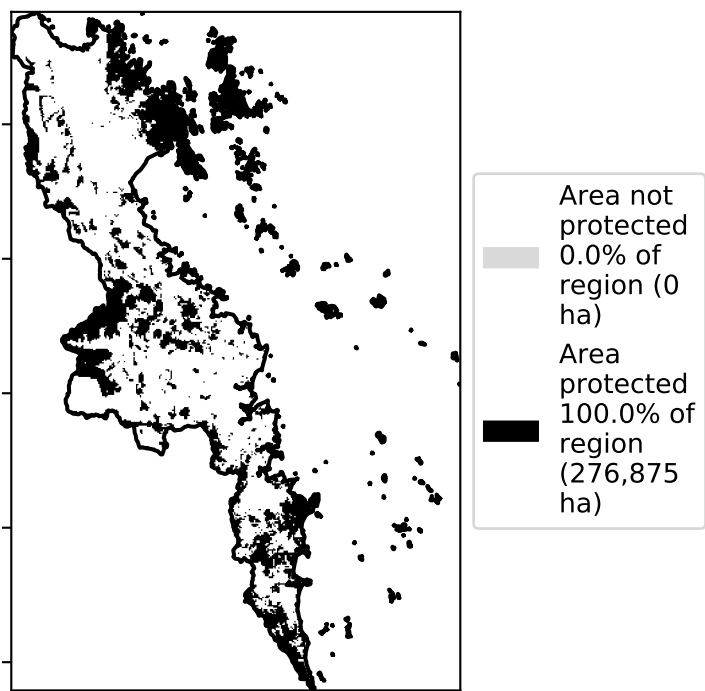 Area not
protected
0.0% of
region (0
ha)
Area
protected
100.0% of
region
(276,875
ha)